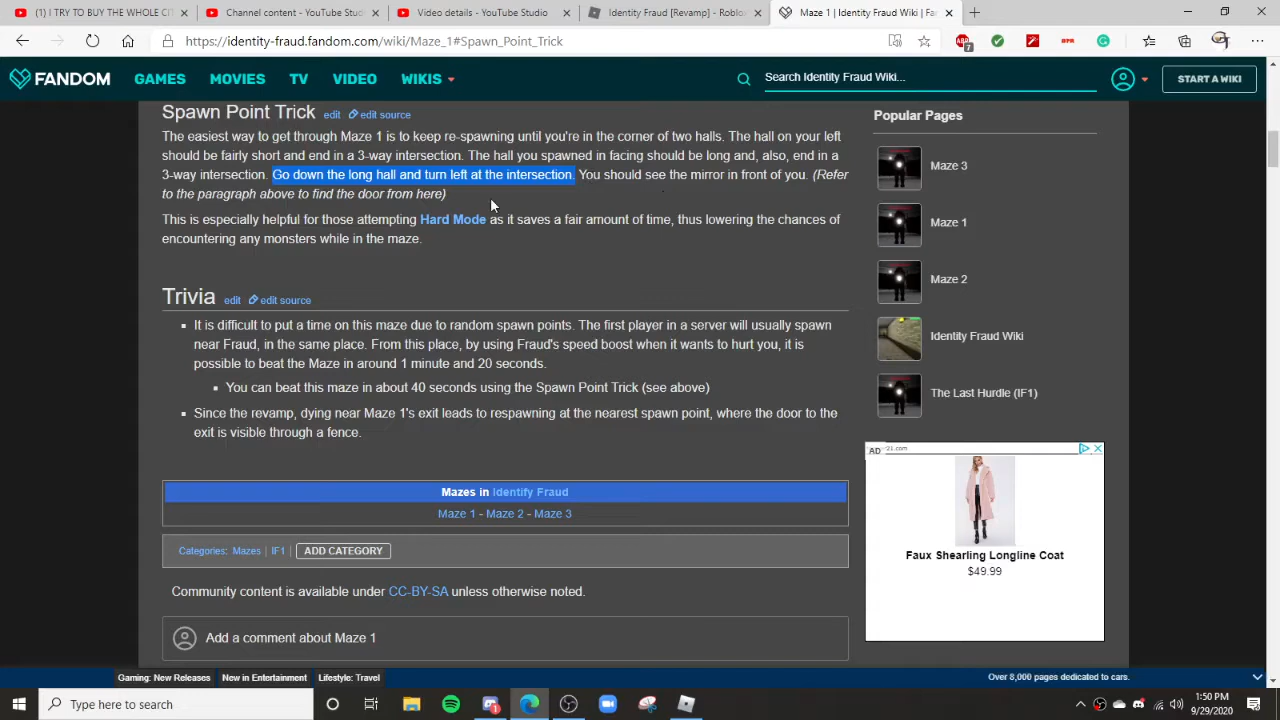 (1) I TRY TO BUY THE WHOLE CIT
Channel content - YouTube Studi
Video details - YouTube Studio
Identity Fraud [Revamp] - Roblox
Maze 1 | Identity Fraud Wiki | Fan
https://identity-fraud.fandom.com/wiki/Maze_1#Spawn_Point_Trick
FANDOM GAMES MOVIES TV VIDEO WIKIS
Search Identity Fraud Wiki...
START A WIKI
Spawn Point Trick edit edit source
The easiest way to get through Maze 1 is to keep re-spawning until you're in the corner of two halls. The hall on your left
should be fairly short and end in a 3-way intersection. The hall you spawned in facing should be long and, also, end in a
3-way intersection. Go down the long hall and turn left at the intersection. You should see the mirror in front of you. (Refer
to the paragraph above to find the door from here)
This is especially helpful for those attempting Hard Mode as it saves a fair amount of time, thus lowering the chances of
encountering any monsters while in the maze.
Trivia edit edit source
It is difficult to put a time on this maze due to random spawn points. The first player in a server will usually spawn
near Fraud, in the same place. From this place, by using Fraud's speed boost when it wants to hurt you, it is
possible to beat the Maze in around 1 minute and 20 seconds.
You can beat this maze in about 40 seconds using the Spawn Point Trick (see above)
Since the revamp, dying near Maze 1's exit leads to respawning at the nearest spawn point, where the door to the
exit is visible through a fence.
Mazes in Identify Fraud
Maze 1 - Maze 2 - Maze 3
Categories: Mazes | IF1 | ADD CATEGORY
Community content is available under CC-BY-SA unless otherwise noted.
Add a comment about Maze 1
Popular Pages
Maze 3
Maze 1
Maze 2
Identity Fraud Wiki
The Last Hurdle (IF1)
AD 21.com
Faux Shearling Longline Coat
$49.99
Gaming: New Releases New in Entertainment Lifestyle: Travel
Over 8,000 pages dedicated to cars.
Type here to search
1:50 PM
9/29/2020